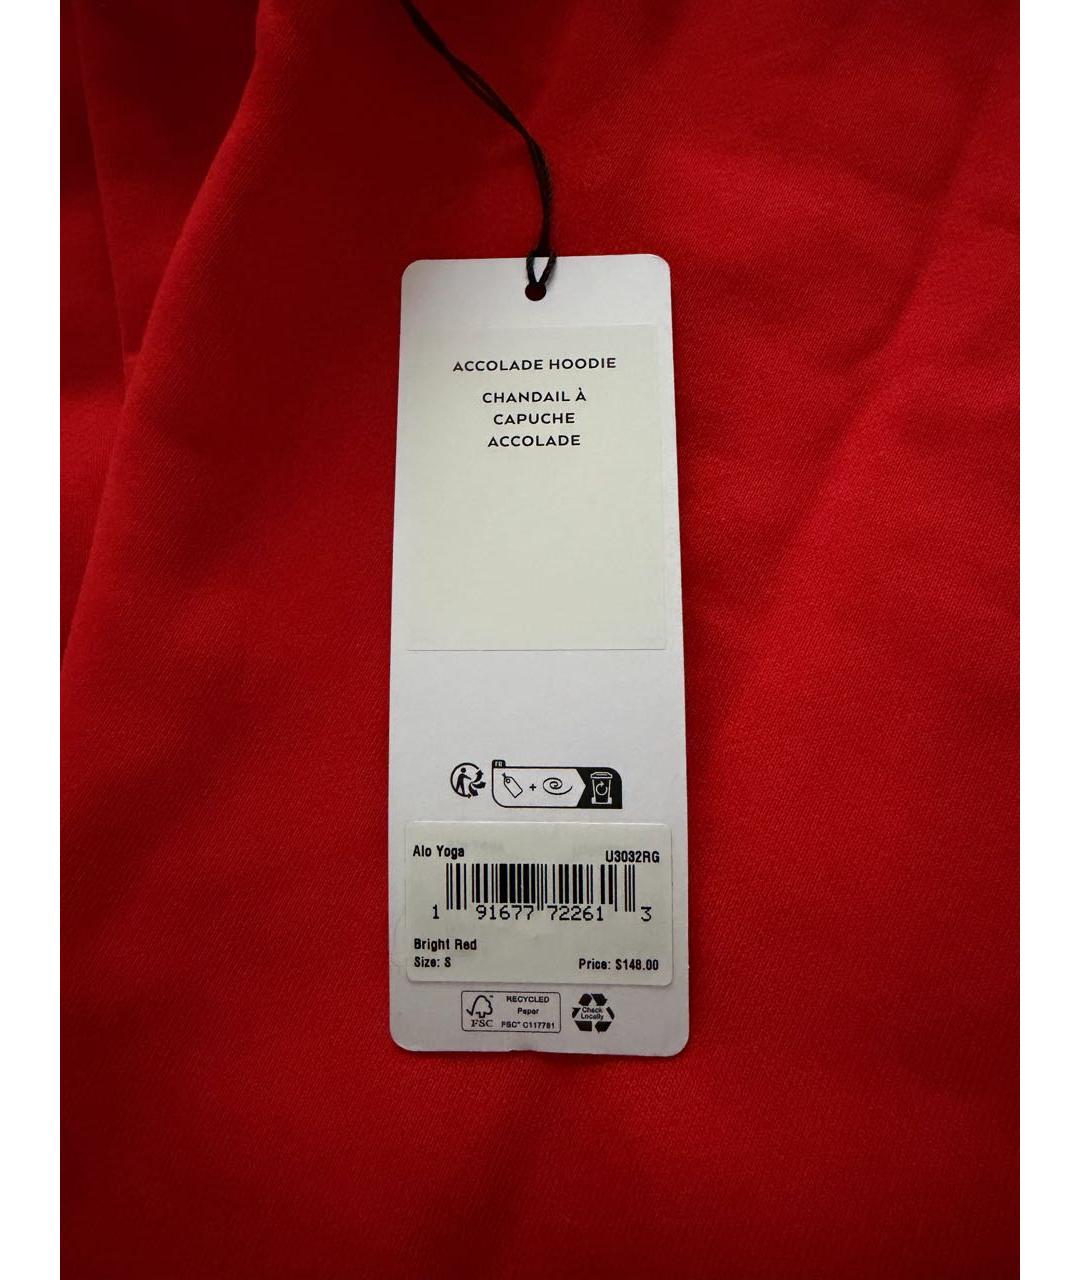 ACCOLADE HOODIE
CHANDAIL À
CAPUCHE
ACCOLADE
FR
Alo Yoga
U3032RG
1 91677 72261 3
Bright Red
Size: S
Price: $148.00
RECYCLED
Paper
FSC
FSC® C117781
Check
Locally